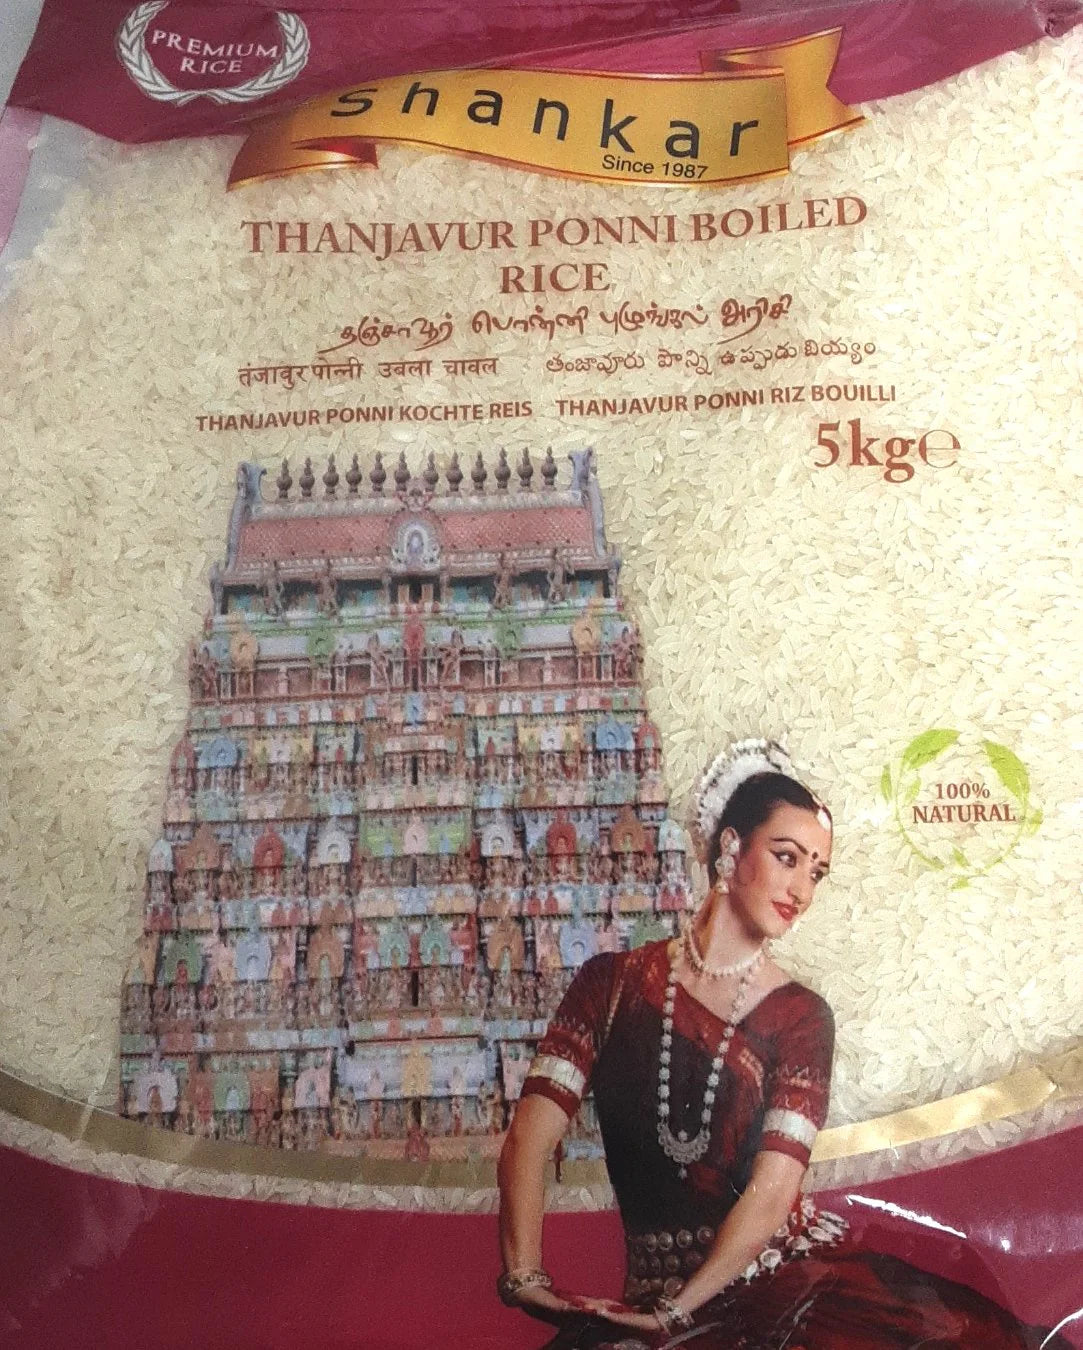 PREMIUM
RICE
shankar
Since 1987
THANJAVUR PONNI BOILED
RICE
தஞ்சாவூர் பொன்னி புழுங்கல் அரிசி
तंजावुर पोन्नी उबला चावल తంజావూరు పొన్ని ఉప్పుడు బియ్యం
THANJAVUR PONNI KOCHTE REIS THANJAVUR PONNI RIZ BOUILLI
5kg℮
100%
NATURAL